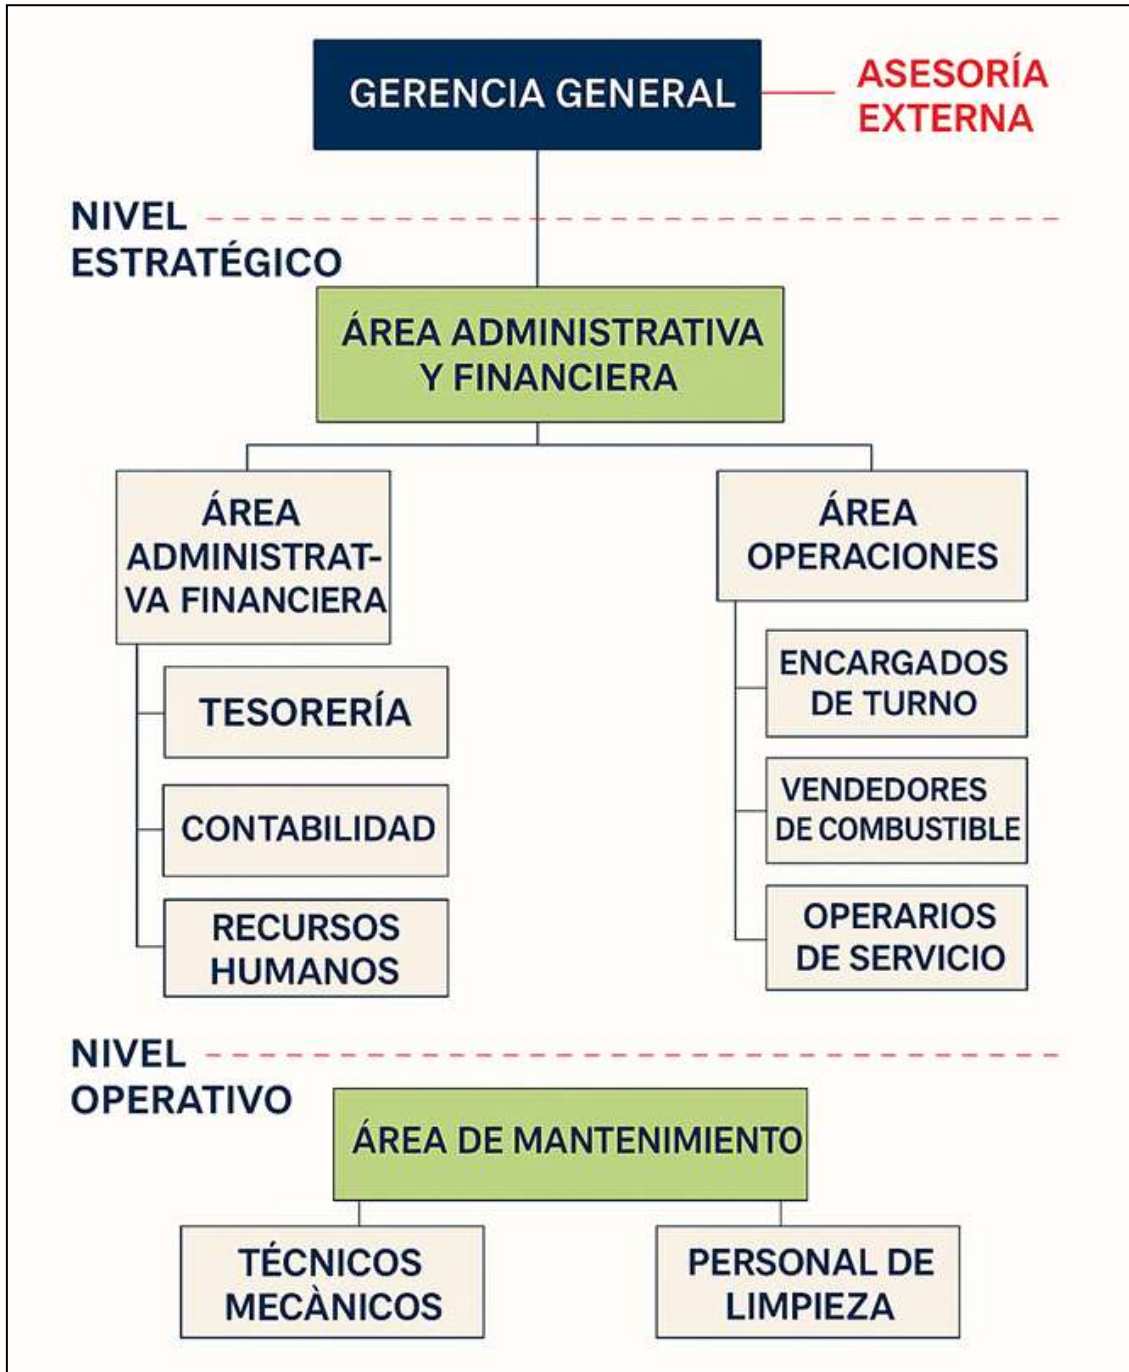 GERENCIA GENERAL
ASESORÍA
EXTERNA
NIVEL
ESTRATÉGICO
ÁREA ADMINISTRATIVA
Y FINANCIERA
ÁREA
ADMINISTRAT-
VA FINANCIERA
TESORERÍA
CONTABILIDAD
RECURSOS
HUMANOS
ÁREA
OPERACIONES
ENCARGADOS
DE TURNO
VENDEDORES
DE COMBUSTIBLE
OPERARIOS
DE SERVICIO
NIVEL
OPERATIVO
ÁREA DE MANTENIMIENTO
TÉCNICOS
MECÀNICOS
PERSONAL DE
LIMPIEZA